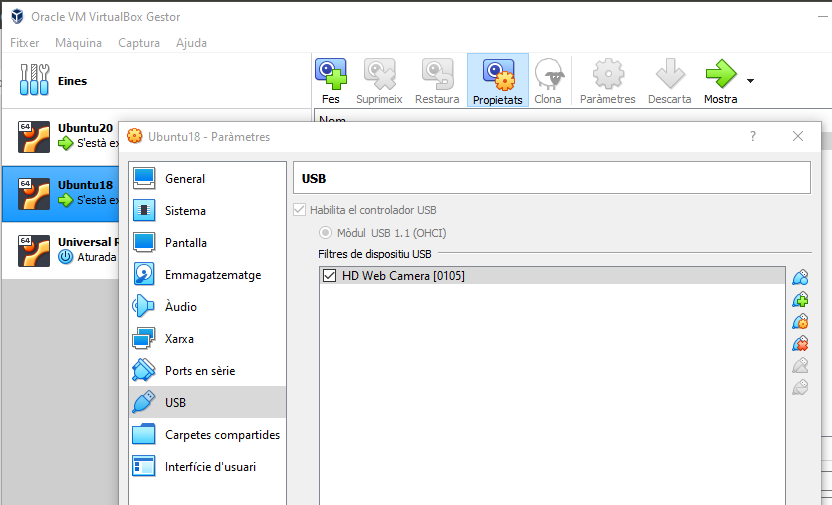 Oracle VM VirtualBox Gestor
Fitxer Màquina Captura Ajuda
Eines
Fes Suprimeix Restaura Propietats Clona Paràmetres Descarta Mostra
Nom
64 Ubuntu20
S'està ex
64 Ubuntu18
S'està ex
64 Universal R
Aturada
Ubuntu18 - Paràmetres ?
General
Sistema
Pantalla
Emmagatzematge
Àudio
Xarxa
Ports en sèrie
USB
Carpetes compartides
Interfície d'usuari
USB
Habilita el controlador USB
Mòdul USB 1.1 (OHCI)
Filtres de dispositiu USB
HD Web Camera [0105]